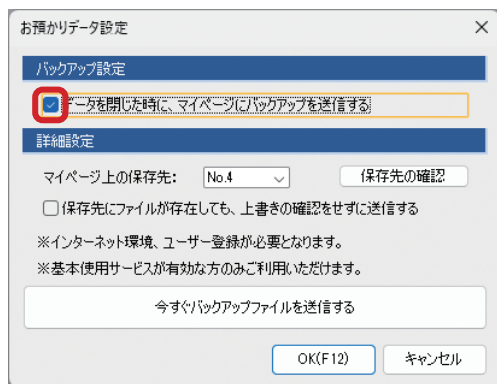 お預かりデータ設定
バックアップ設定
データを閉じた時に、マイページにバックアップを送信する
詳細設定
マイページ上の保存先： No.4 保存先の確認
保存先にファイルが存在しても、上書きの確認をせずに送信する
※インターネット環境、ユーザー登録が必要となります。
※基本使用サービスが有効な方のみご利用いただけます。
今すぐバックアップファイルを送信する
OK(F12) キャンセル